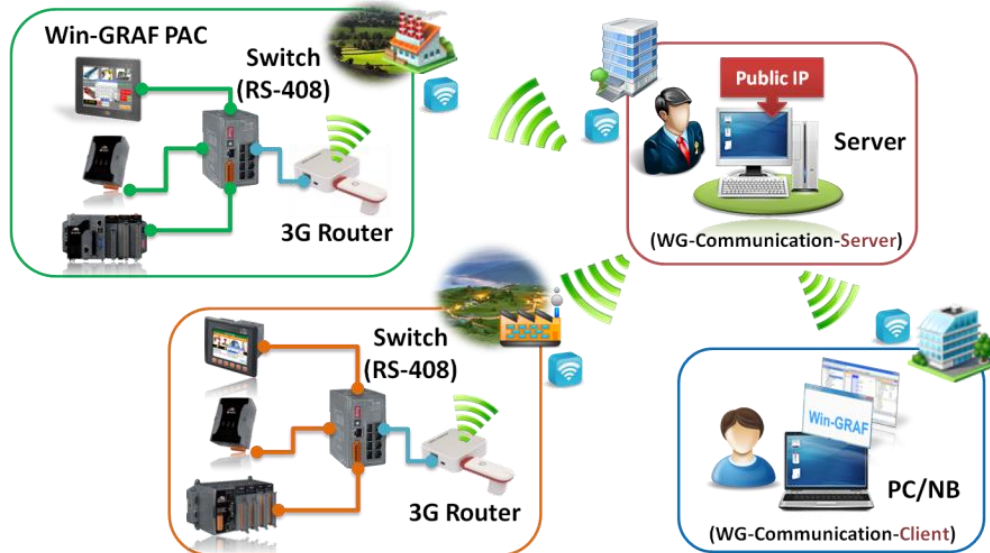 Win-GRAF PAC
Switch
(RS-408)
3G Router
Public IP
Server
(WG-Communication-Server)
Switch
(RS-408)
3G Router
Win-GRAF
PC/NB
(WG-Communication-Client)